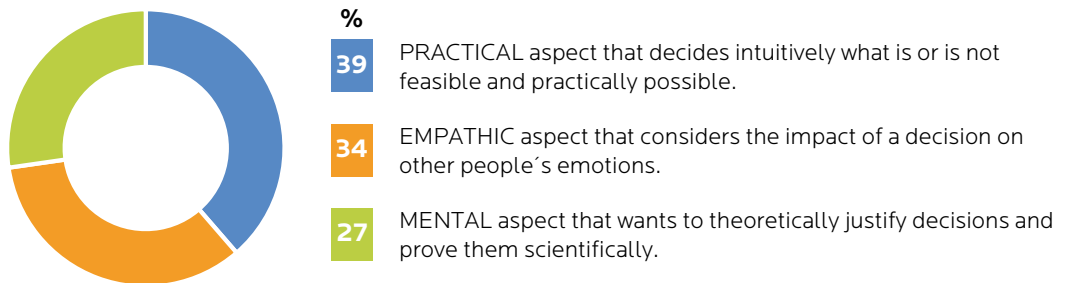 %
39 PRACTICAL aspect that decides intuitively what is or is not
feasible and practically possible.
34 EMPATHIC aspect that considers the impact of a decision on
other people´s emotions.
27 MENTAL aspect that wants to theoretically justify decisions and
prove them scientifically.